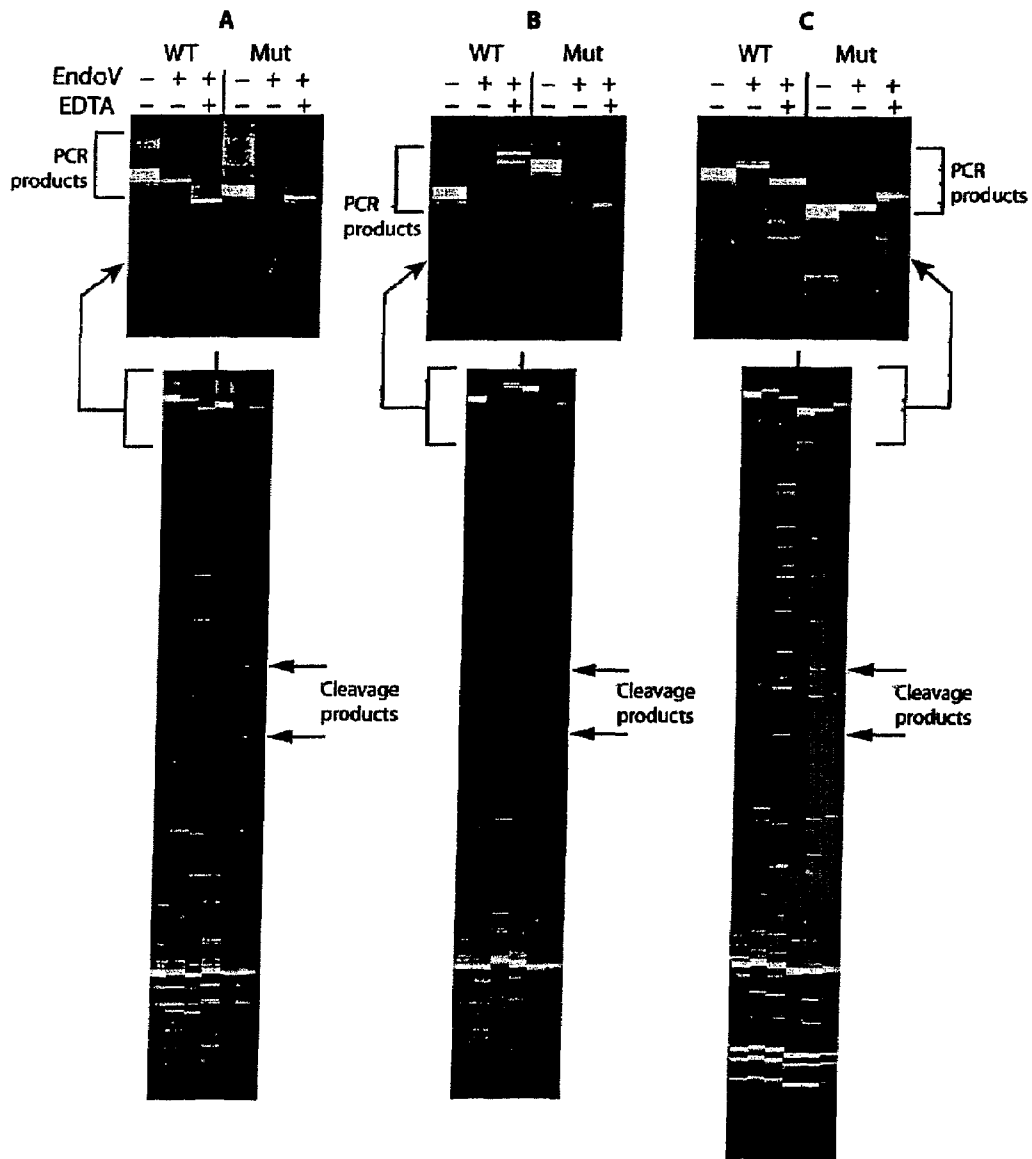 A
B
C
WT Mut
WT Mut
WT Mut
EndoV − + + − + +
− + + − + +
− + + − + +
EDTA − − + − − +
− − + − − +
− − + − − +
PCR
products
PCR
products
PCR
products
Cleavage
products
Cleavage
products
Cleavage
products